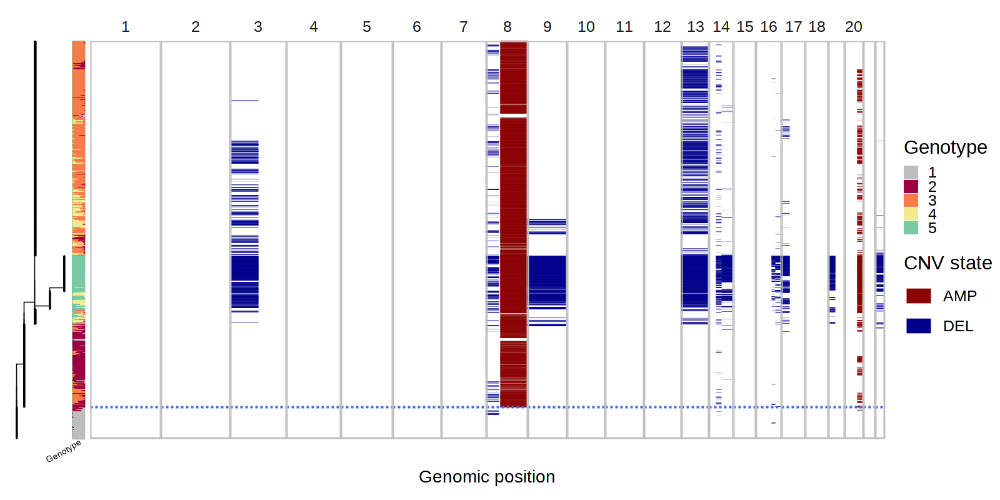 1 2 3 4 5 6 7 8 9 10 11 12 13 14 15 16 17 18 20
Genotype
1
2
3
4
5
CNV state
AMP
DEL
Genotype
Genomic position